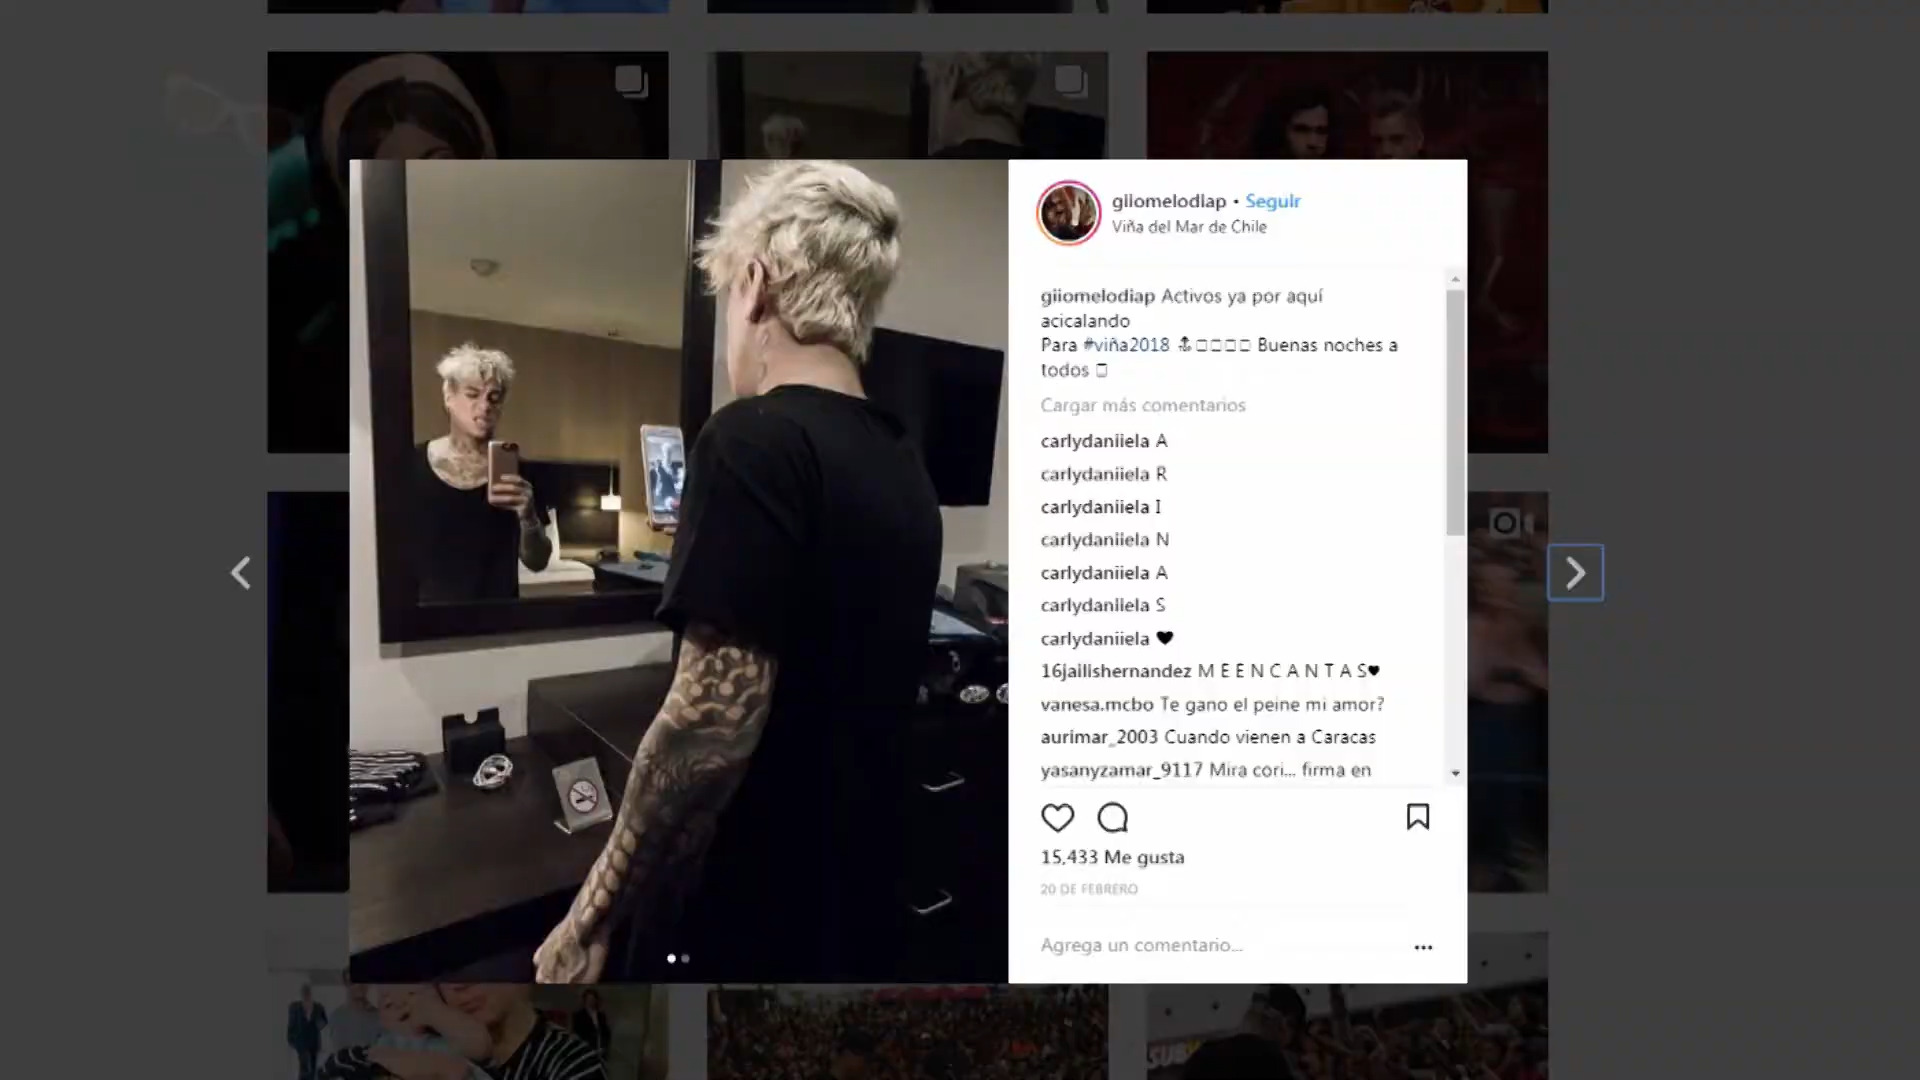 giiomelodiap • Seguir
Viña del Mar de Chile
giiomelodiap Activos ya por aquí
acicalando
Para #viña2018 Buenas noches a
todos
Cargar más comentarios
carlydaniiela A
carlydaniiela R
carlydaniiela I
carlydaniiela N
carlydaniiela A
carlydaniiela S
carlydaniiela ♥
16jailishernandez M E E N C A N T A S♥
vanesa.mcbo Te gano el peine mi amor?
aurimar_2003 Cuando vienen a Caracas
yasanyzamar_9117 Mira cori... firma en
15,433 Me gusta
20 DE FEBRERO
Agrega un comentario...
SUB